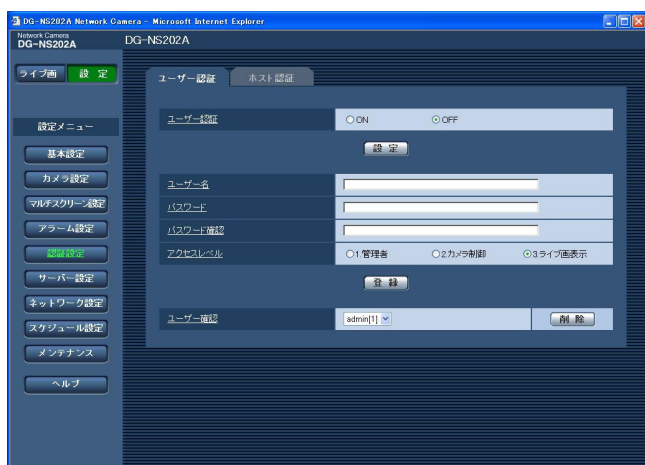 DG-NS202A Network Camera - Microsoft Internet Explorer
Network Camera
DG-NS202A
DG-NS202A
ライブ画
設 定
ユーザー認証
ホスト認証
設定メニュー
ユーザー認証
ON
OFF
設 定
基本設定
カメラ設定
マルチスクリーン設定
アラーム設定
認証設定
サーバー設定
ネットワーク設定
スケジュール設定
メンテナンス
ヘルプ
ユーザー名
パスワード
パスワード確認
アクセスレベル
1.管理者
2.カメラ制御
3.ライブ画表示
登 録
ユーザー確認
admin[1]
削 除